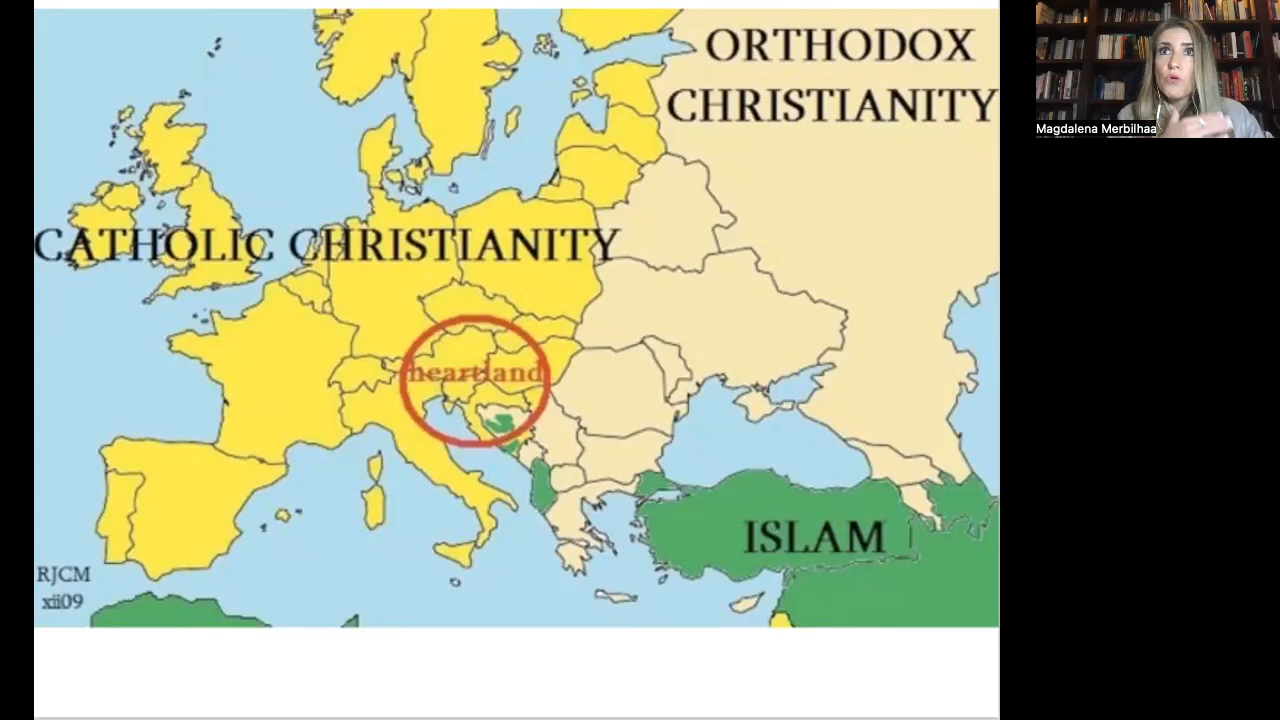 ORTHODOX
CHRISTIANITY
CATHOLIC CHRISTIANITY
heartland
ISLAM
RJCM
xii09
Magdalena Merbilhaa